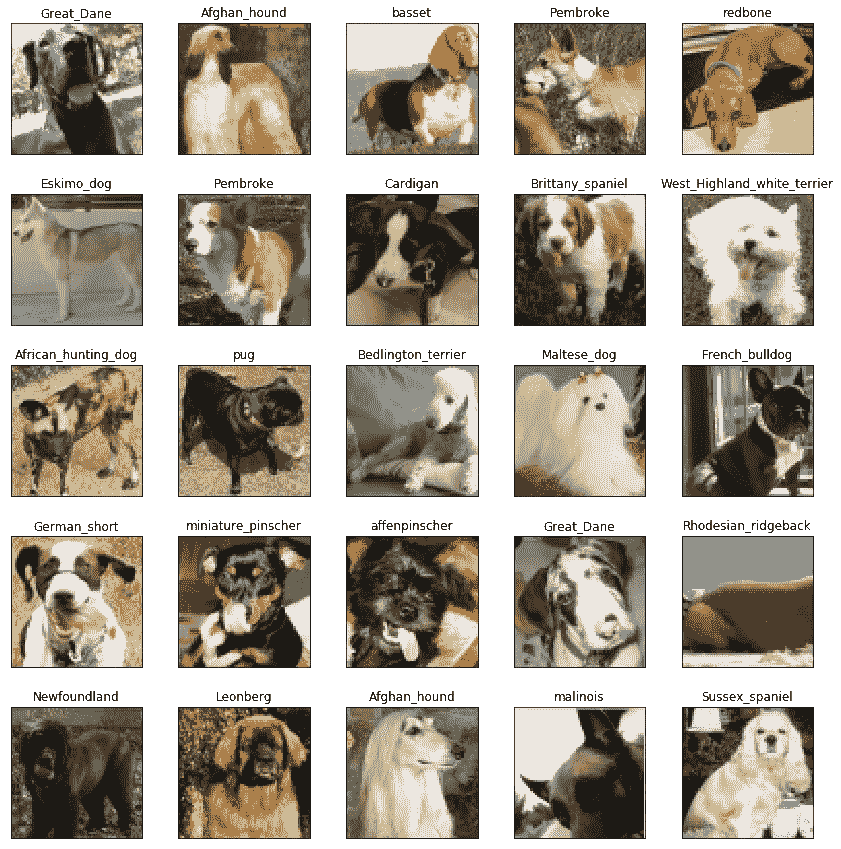 Great_Dane
Afghan_hound
basset
Pembroke
redbone
Eskimo_dog
Pembroke
Cardigan
Brittany_spaniel
West_Highland_white_terrier
African_hunting_dog
pug
Bedlington_terrier
Maltese_dog
French_bulldog
German_short
miniature_pinscher
affenpinscher
Great_Dane
Rhodesian_ridgeback
Newfoundland
Leonberg
Afghan_hound
malinois
Sussex_spaniel